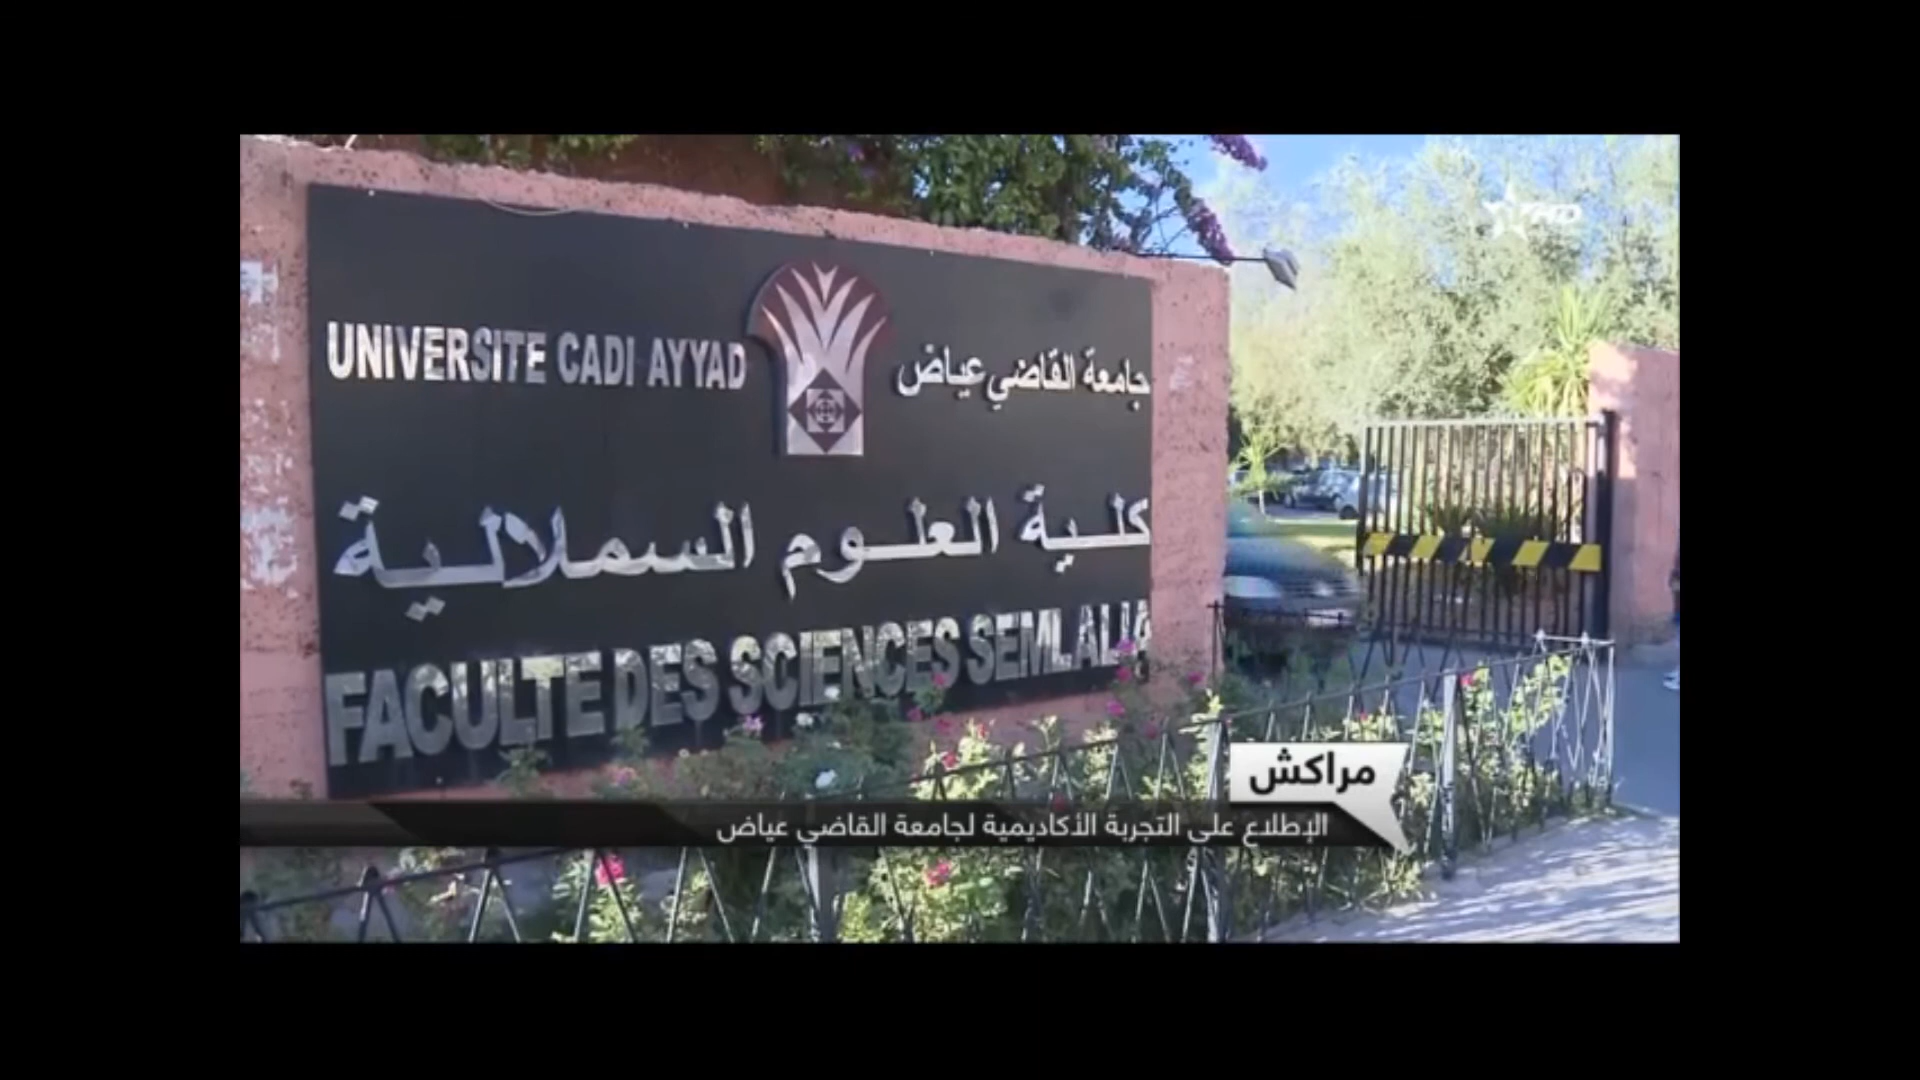 UNIVERSITE CADI AYYAD
جامعة القاضي عياض
كلية العلوم السملالية
FACULTE DES SCIENCES SEMLALIA
HD
مراكش
الإطلاع على التجربة الأكاديمية لجامعة القاضي عياض